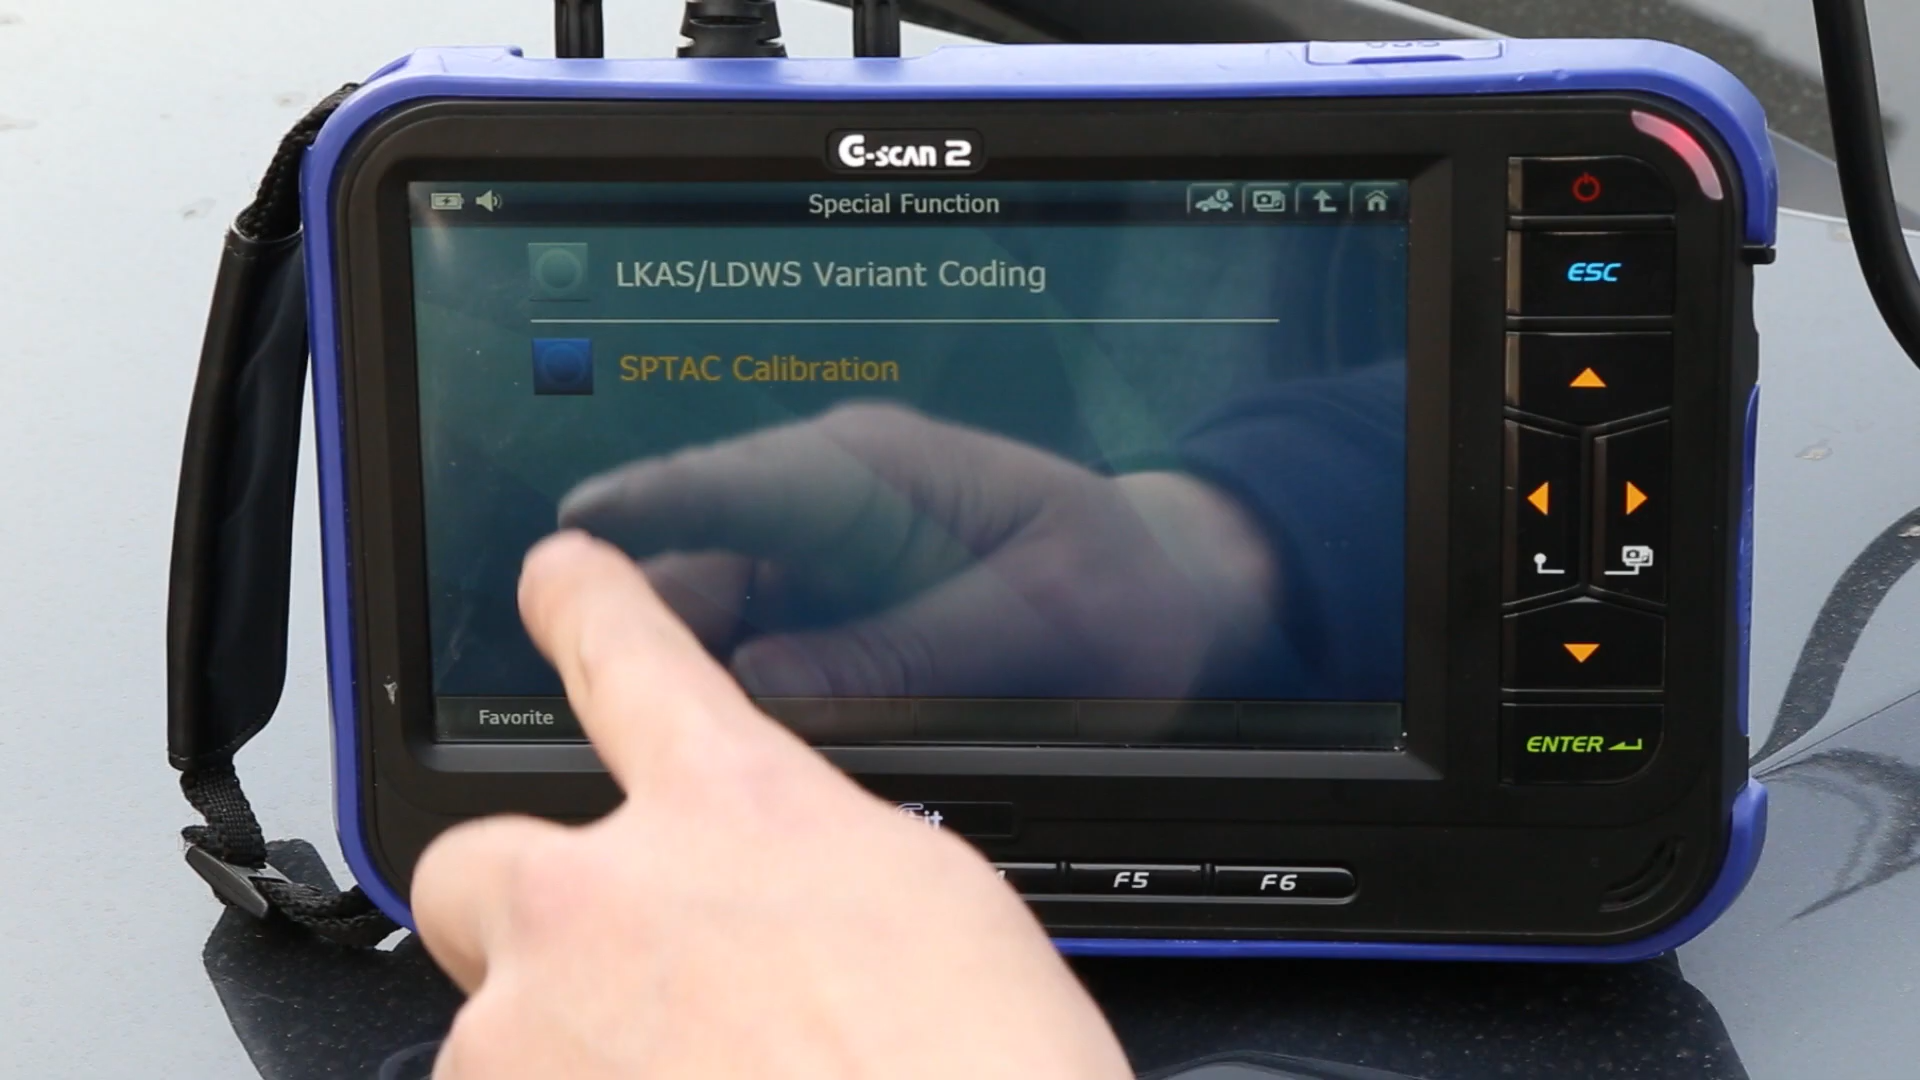 G-SCAN 2
Special Function
LKAS/LDWS Variant Coding
SPTAC Calibration
Favorite
ESC
ENTER
F5
F6